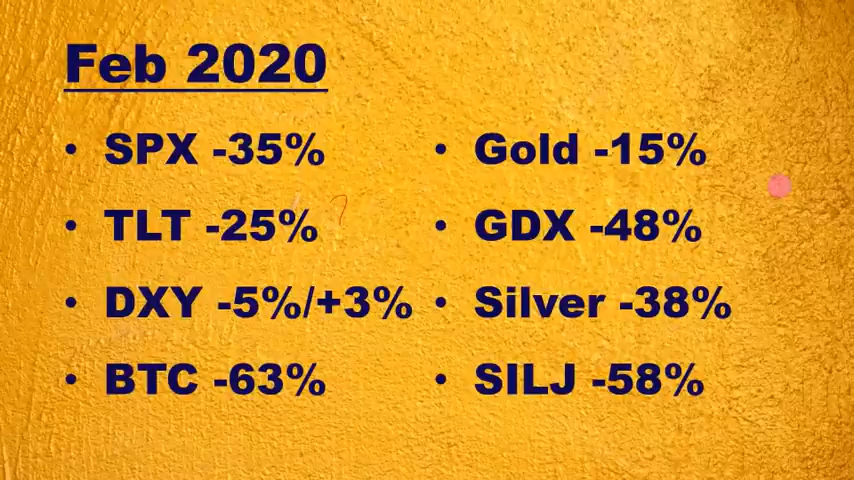 Feb 2020
• SPX -35%
• TLT -25%
• DXY -5%/+3%
• BTC -63%
• Gold -15%
• GDX -48%
• Silver -38%
• SILJ -58%